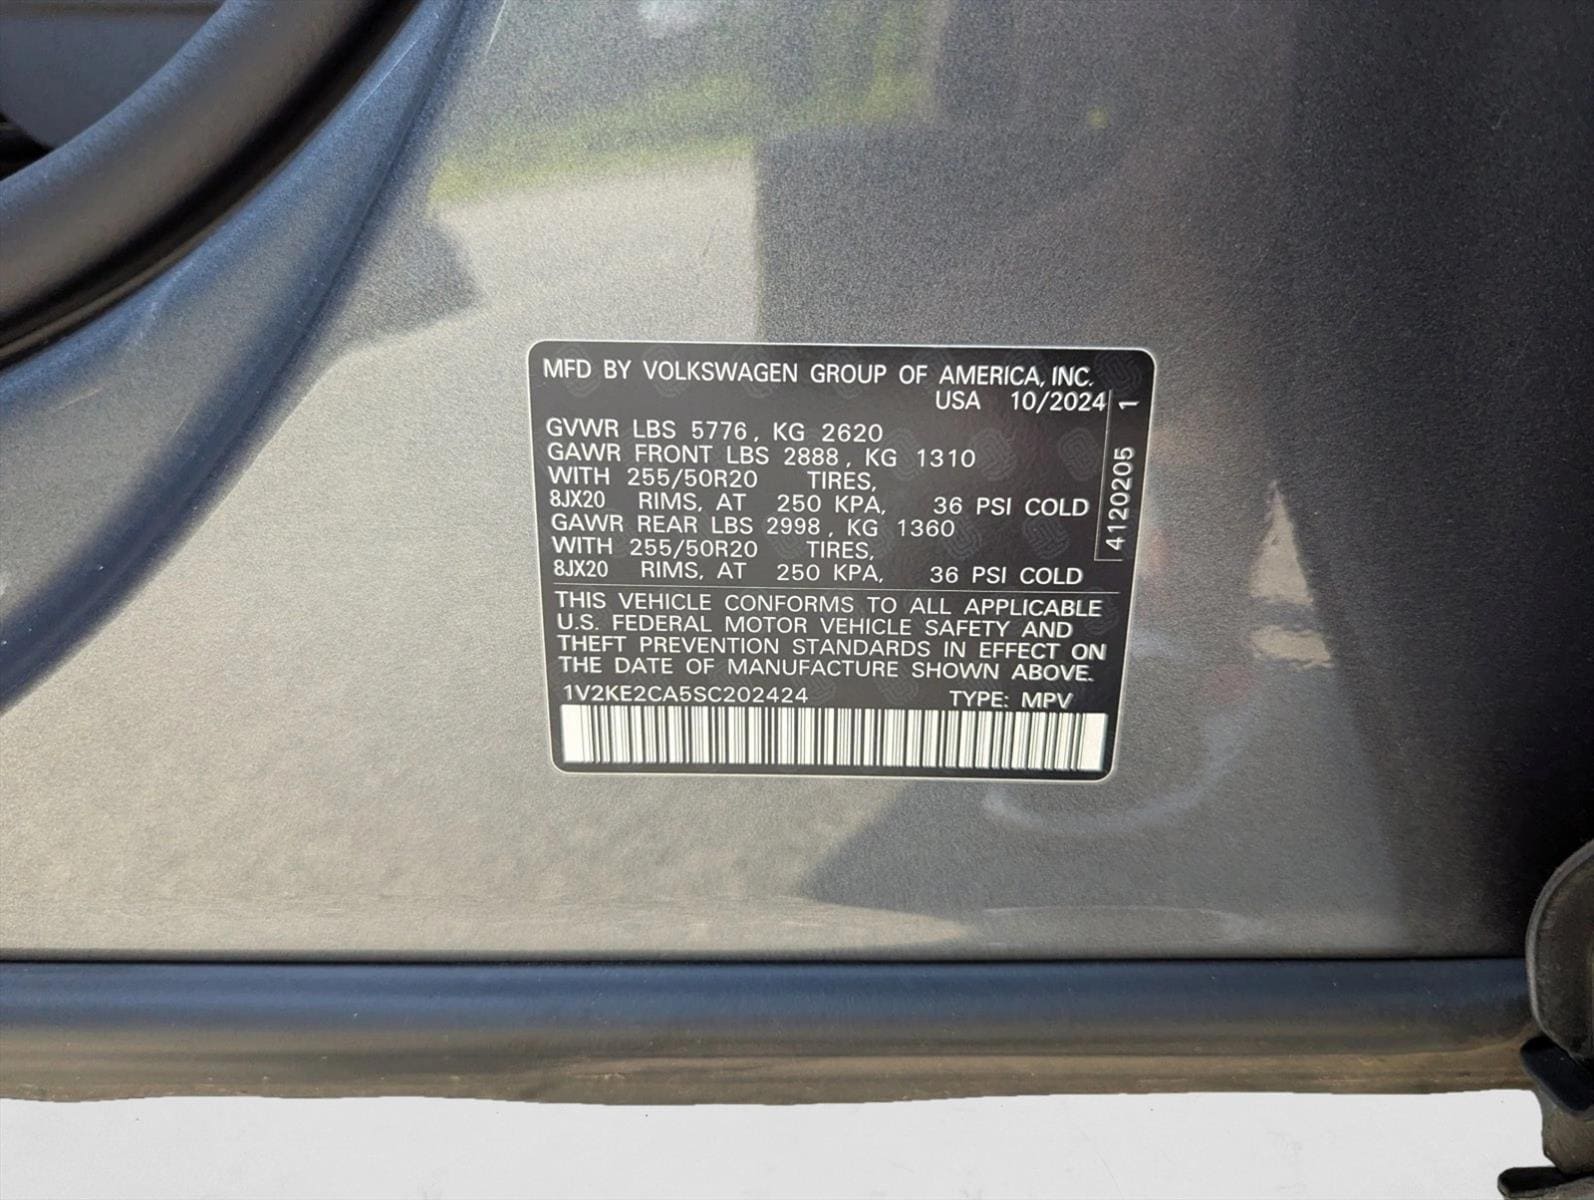 MFD BY VOLKSWAGEN GROUP OF AMERICA, INC.
USA 10/2024
GVWR LBS 5776, KG 2620
GAWR FRONT LBS 2888, KG 1310
WITH 255/50R20 TIRES,
8JX20 RIMS, AT 250 KPA, 36 PSI COLD
GAWR REAR LBS 2998, KG 1360
WITH 255/50R20 TIRES,
8JX20 RIMS, AT 250 KPA, 36 PSI COLD
4120205 1
THIS VEHICLE CONFORMS TO ALL APPLICABLE
U.S. FEDERAL MOTOR VEHICLE SAFETY AND
THEFT PREVENTION STANDARDS IN EFFECT ON
THE DATE OF MANUFACTURE SHOWN ABOVE.
1V2KE2CA5SC202424 TYPE: MPV